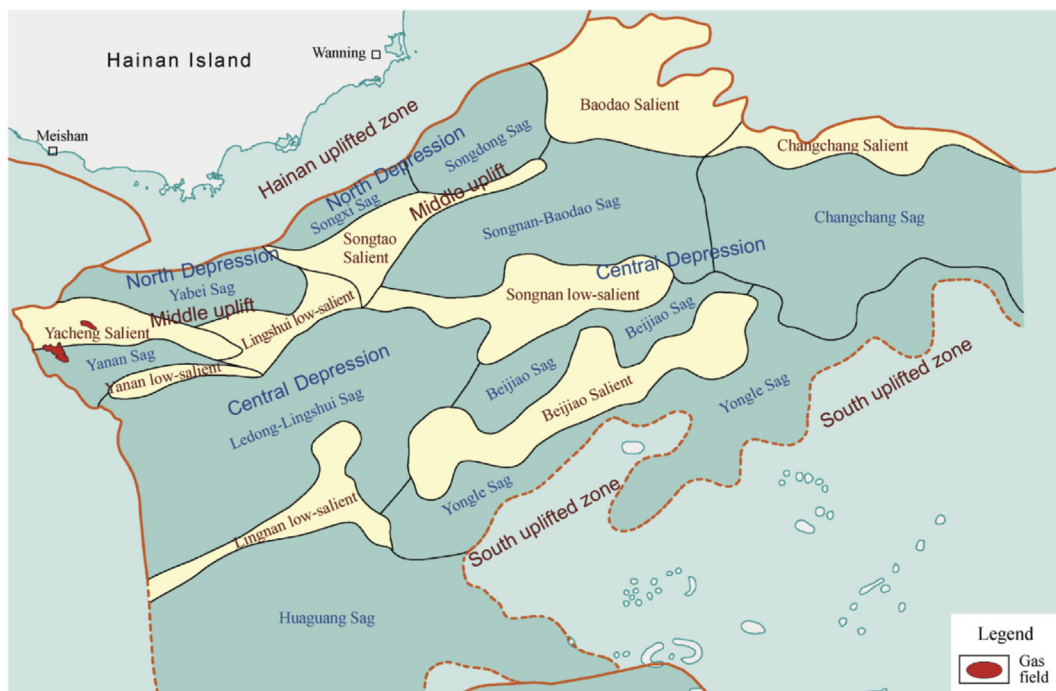 Hainan Island
Wanning
Meishan
Hainan uplifted zone
Baodao Salient
Changchang Salient
North Depression
Songdong Sag
Songxi Sag
Middle uplift
Songtao
Salient
Songnan-Baodao Sag
Changchang Sag
North Depression
Yabei Sag
Central Depression
Songnan low-salient
Middle uplift
Lingshui low-salient
Yacheng Salient
Yanan Sag
Yanan low-salient
Beijiao Sag
Beijiao Sag
Beijiao Salient
Central Depression
Ledong-Lingshui Sag
Yongle Sag
South uplifted zone
Yongle Sag
South uplifted zone
Lingnan low-salient
Huaguang Sag
Legend
Gas
field